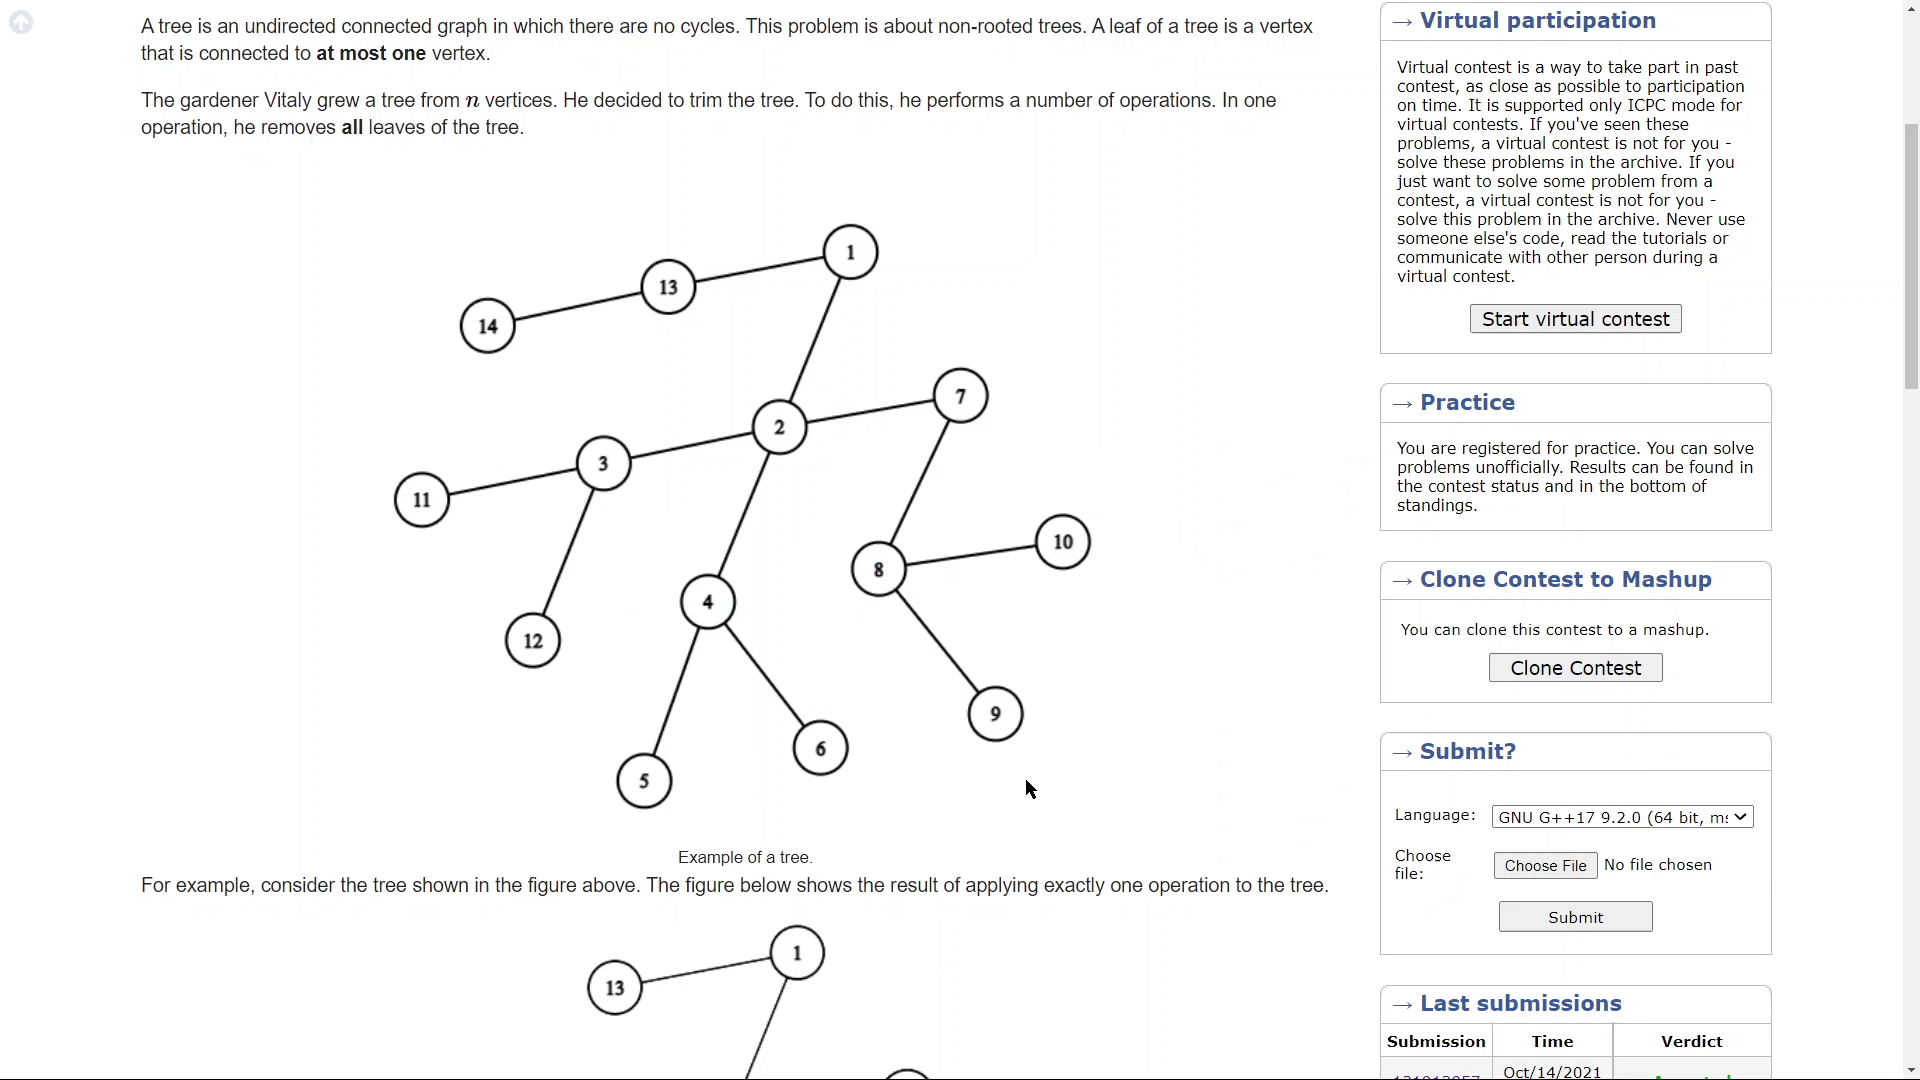 A tree is an undirected connected graph in which there are no cycles. This problem is about non-rooted trees. A leaf of a tree is a vertex
that is connected to at most one vertex.
The gardener Vitaly grew a tree from n vertices. He decided to trim the tree. To do this, he performs a number of operations. In one
operation, he removes all leaves of the tree.
1
13
14
7
2
3
11
10
8
4
12
9
6
5
Example of a tree.
For example, consider the tree shown in the figure above. The figure below shows the result of applying exactly one operation to the tree.
1
13
→ Virtual participation
Virtual contest is a way to take part in past
contest, as close as possible to participation
on time. It is supported only ICPC mode for
virtual contests. If you've seen these
problems, a virtual contest is not for you -
solve these problems in the archive. If you
just want to solve some problem from a
contest, a virtual contest is not for you -
solve this problem in the archive. Never use
someone else's code, read the tutorials or
communicate with other person during a
virtual contest.
Start virtual contest
→ Practice
You are registered for practice. You can solve
problems unofficially. Results can be found in
the contest status and in the bottom of
standings.
→ Clone Contest to Mashup
You can clone this contest to a mashup.
Clone Contest
→ Submit?
Language: GNU G++17 9.2.0 (64 bit, ms
Choose
file: Choose File No file chosen
Submit
→ Last submissions
Submission Time Verdict
Oct/14/2021